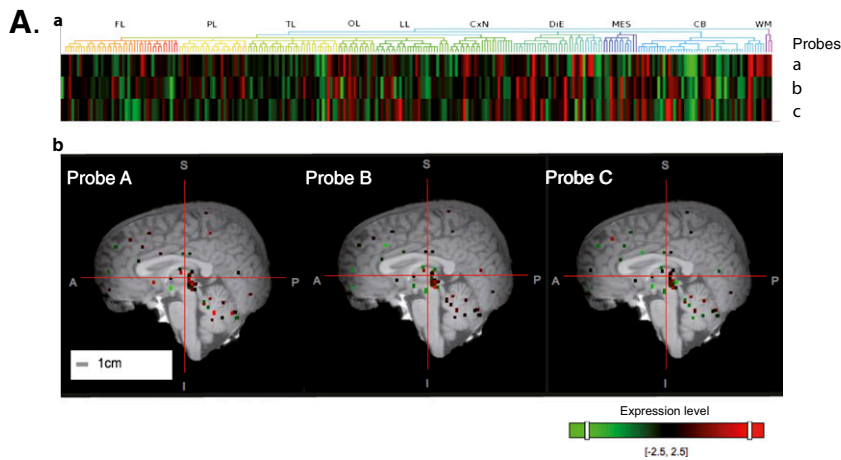 A.
a
FL PL TL OL LL CxN DiE MES CB WM
Probes
a
b
c
b
Probe A Probe B Probe C
S S S
A P A P A P
1cm
I I I
Expression level
[-2.5, 2.5]